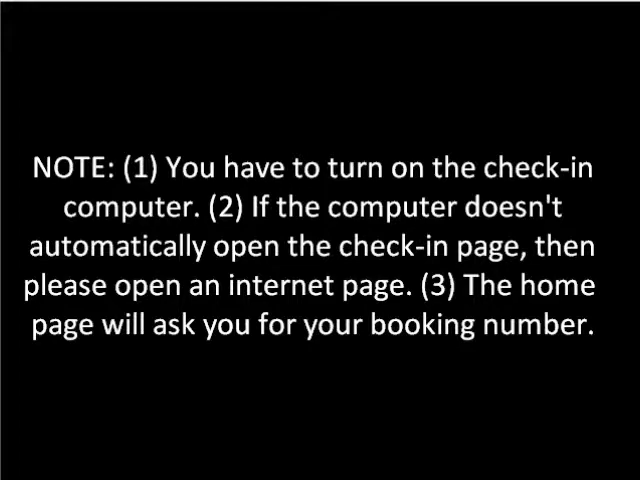 NOTE: (1) You have to turn on the check-in
computer. (2) If the computer doesn't
automatically open the check-in page, then
please open an internet page. (3) The home
page will ask you for your booking number.